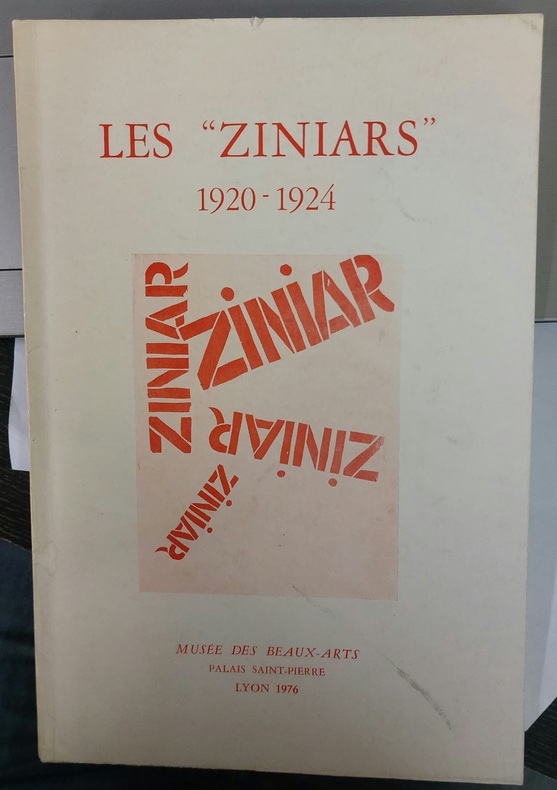 LES “ZINIARS”
1920 - 1924
ZINIAR
ZINIAR
ZINIAR
ZINIAR
MUSÉE DES BEAUX-ARTS
PALAIS SAINT-PIERRE
LYON 1976